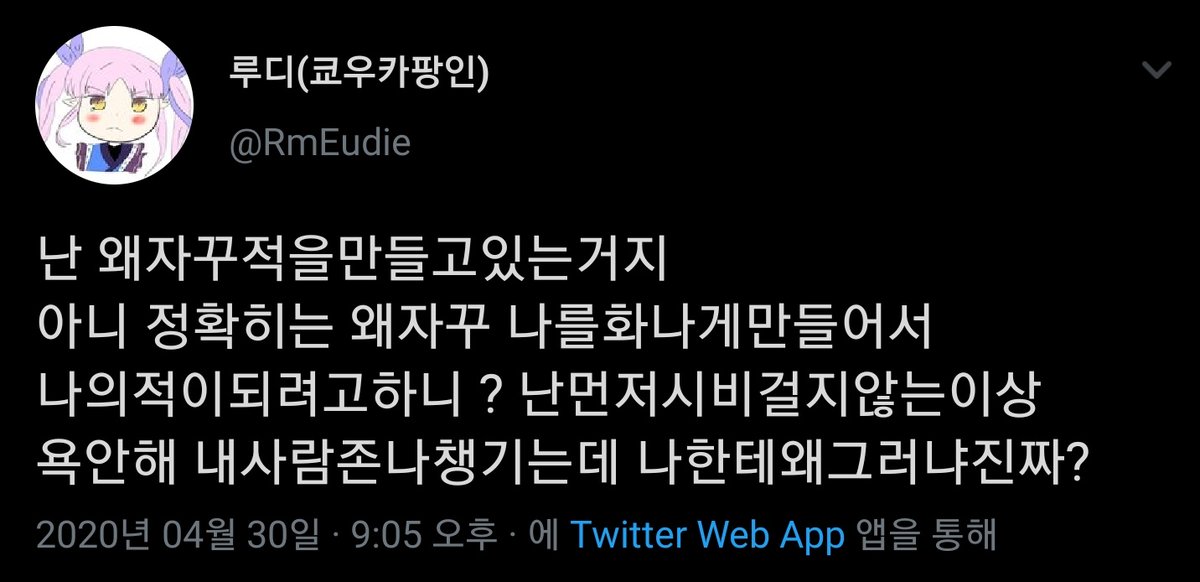 루디(쿄우카팡인)
@RmEudie
난 왜자꾸적을만들고있는거지
아니 정확히는 왜자꾸 나를화나게만들어서
나의적이되려고하니 ? 난먼저시비걸지않는이상
욕안해 내사람존나챙기는데 나한테왜그러냐진짜?
2020년 04월 30일 · 9:05 오후 · 에 Twitter Web App 앱을 통해